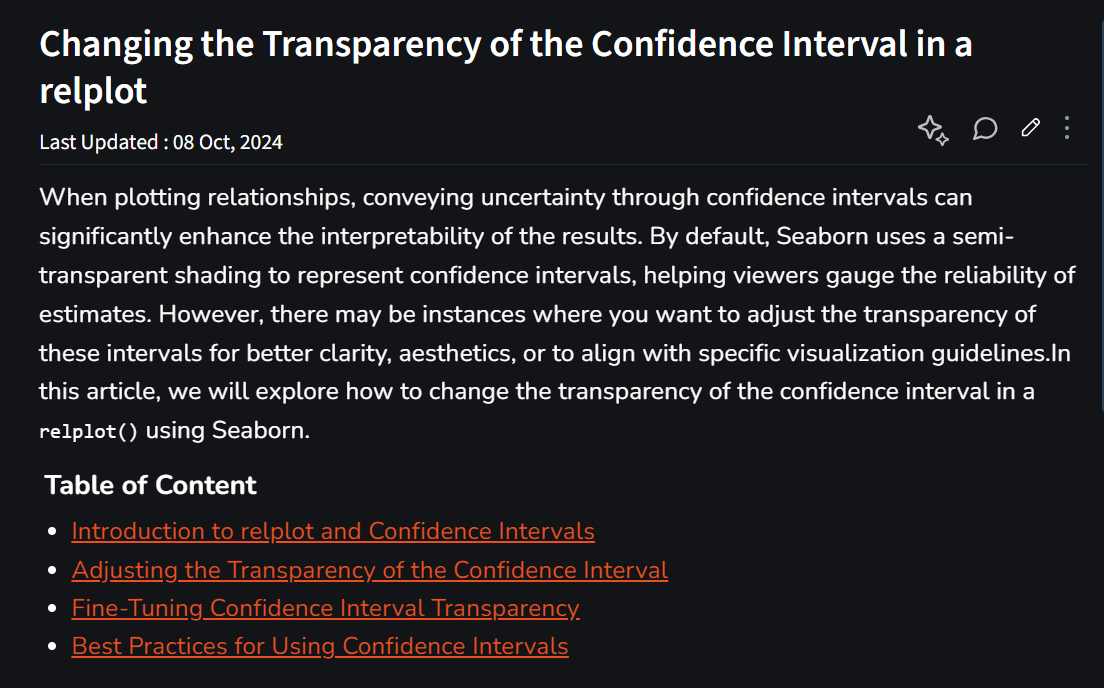 Changing the Transparency of the Confidence Interval in a
relplot
Last Updated : 08 Oct, 2024
When plotting relationships, conveying uncertainty through confidence intervals can
significantly enhance the interpretability of the results. By default, Seaborn uses a semi-
transparent shading to represent confidence intervals, helping viewers gauge the reliability of
estimates. However, there may be instances where you want to adjust the transparency of
these intervals for better clarity, aesthetics, or to align with specific visualization guidelines.In
this article, we will explore how to change the transparency of the confidence interval in a
relplot() using Seaborn.
Table of Content
Introduction to relplot and Confidence Intervals
Adjusting the Transparency of the Confidence Interval
Fine-Tuning Confidence Interval Transparency
Best Practices for Using Confidence Intervals